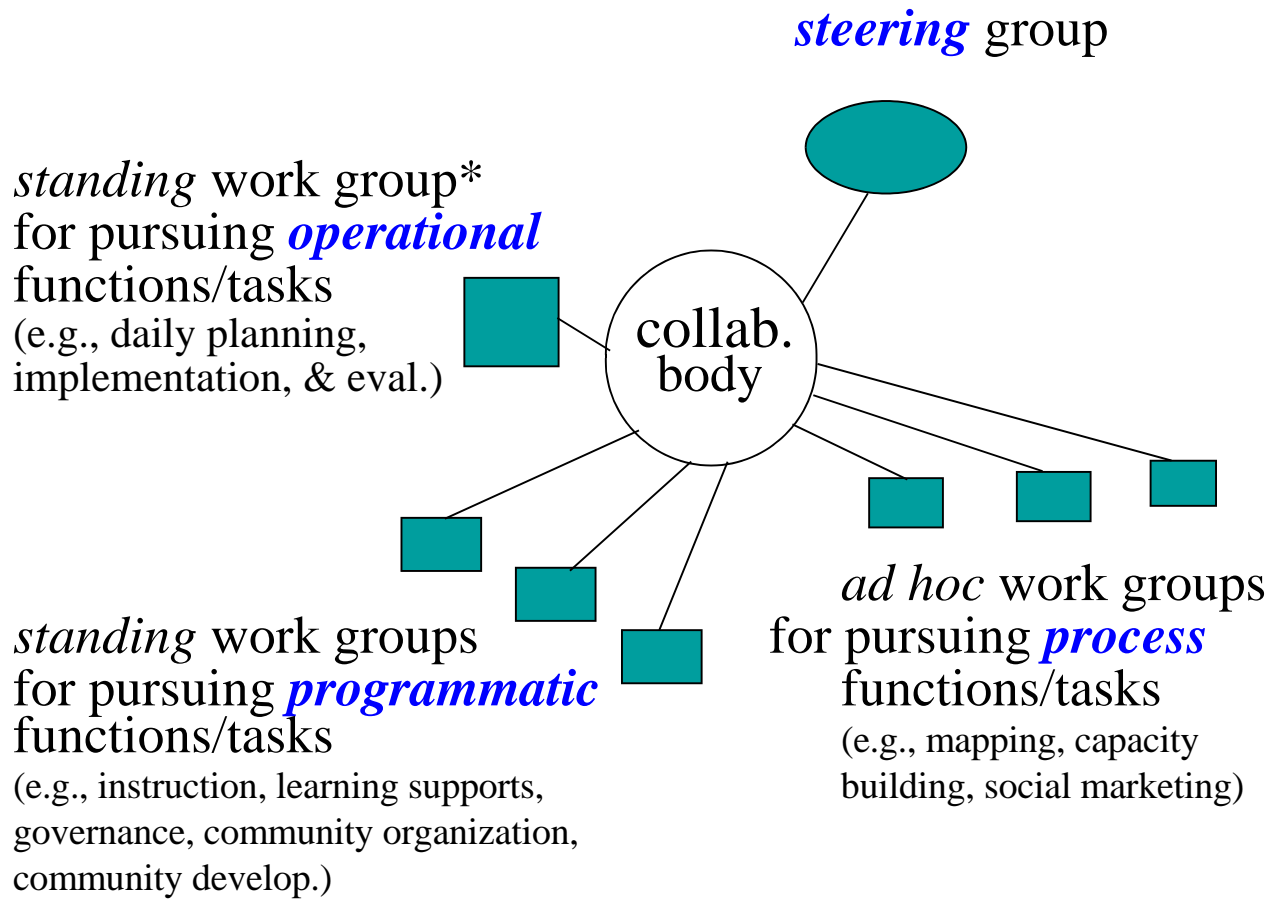 steering group
standing work group*
for pursuing operational
functions/tasks
(e.g., daily planning,
implementation, & eval.)
collab.
body
standing work groups
for pursuing programmatic
functions/tasks
(e.g., instruction, learning supports,
governance, community organization,
community develop.)
ad hoc work groups
for pursuing process
functions/tasks
(e.g., mapping, capacity
building, social marketing)